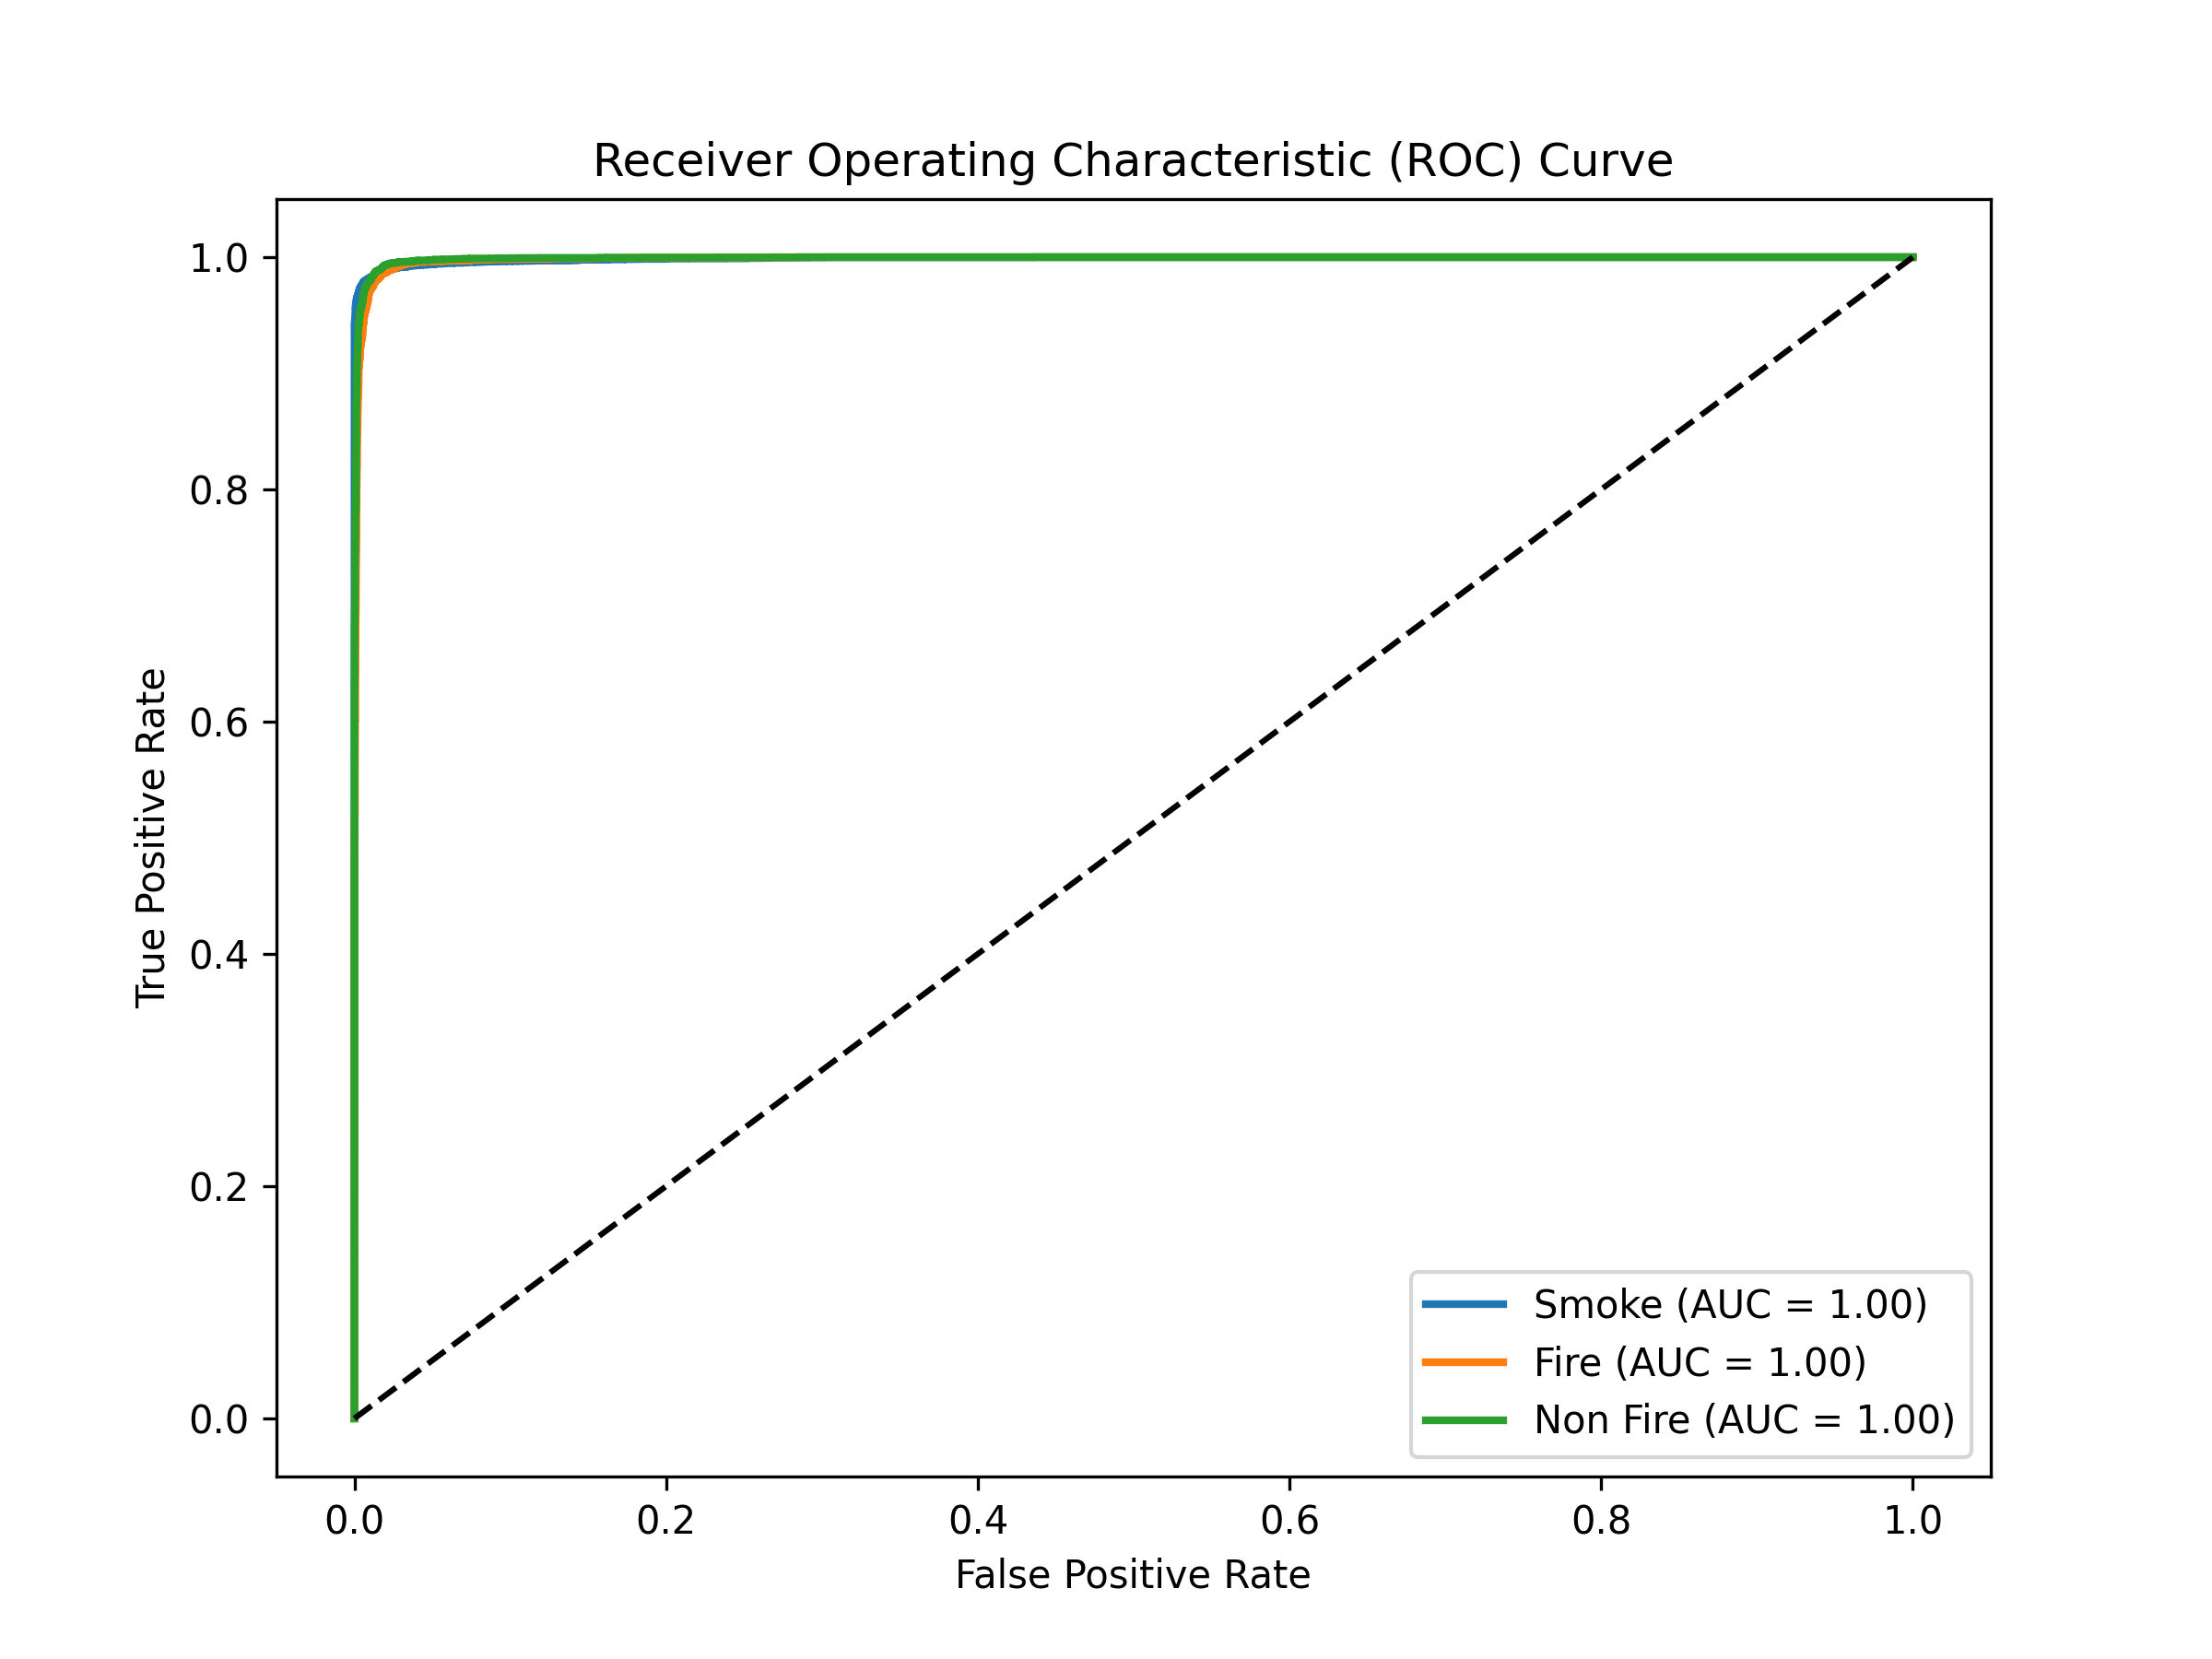 Receiver Operating Characteristic (ROC) Curve
1.0
0.8
0.6
0.4
0.2
0.0
True Positive Rate
Smoke (AUC = 1.00)
Fire (AUC = 1.00)
Non Fire (AUC = 1.00)
0.0 0.2 0.4 0.6 0.8 1.0
False Positive Rate